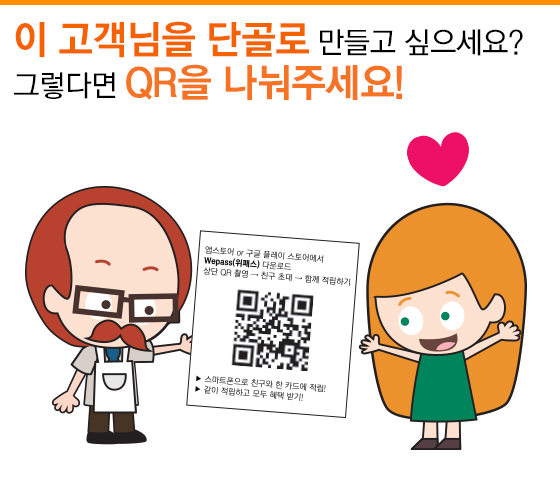 이 고객님을 단골로 만들고 싶으세요?
그렇다면 QR을 나눠주세요!
앱스토어 or 구글 플레이 스토어에서
Wepass(위패스) 다운로드
상단 QR 촬영 → 친구 초대 → 함께 적립하기
▶ 스마트폰으로 친구와 한 카드에 적립!
▶ 같이 적립하고 모두 혜택 받기!